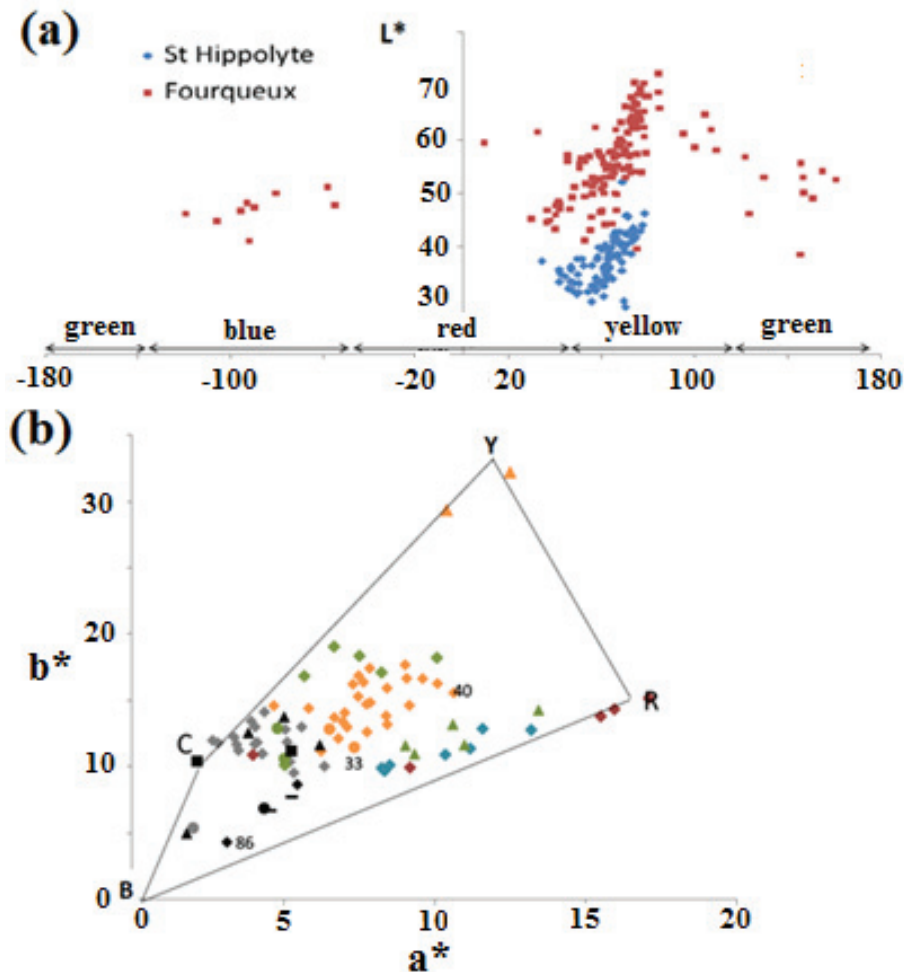 (a)
L*
St Hippolyte
Fourqueux
70
60
50
40
30
green blue red yellow green
-180 -100 -20 20 100 180
(b)
Y
30
20
b*
40
R
C
10
33
86
B
0
0 5 10 15 20
a*